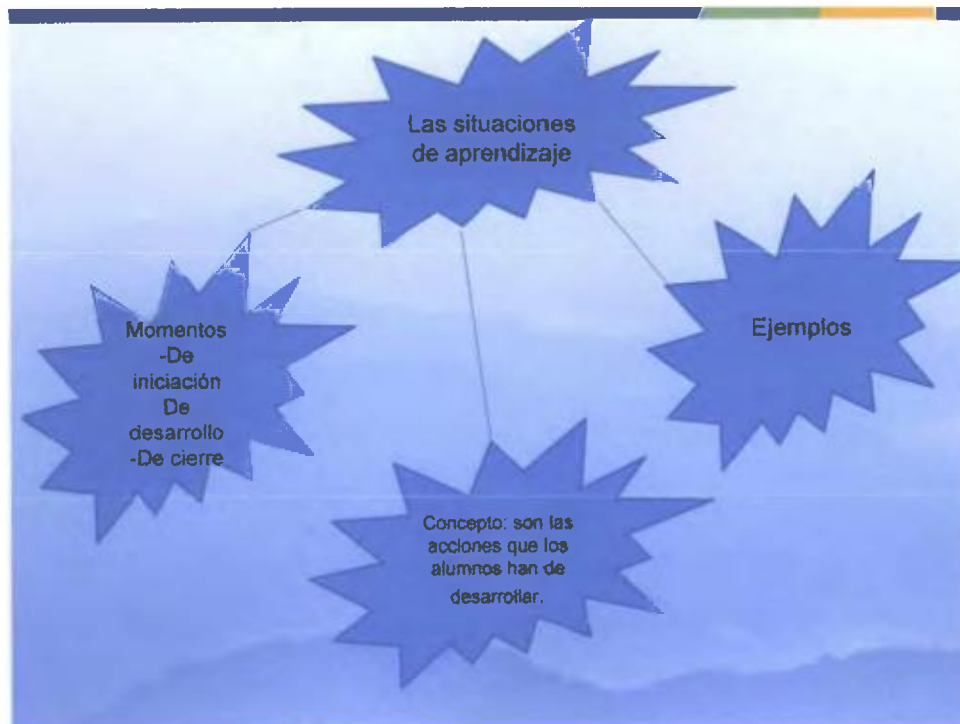 Las situaciones
de aprendizaje
Momentos
-De
iniciación
De
desarrollo
-De cierre
Ejemplos
Concepto: son las
acciones que los
alumnos han de
desarrollar.